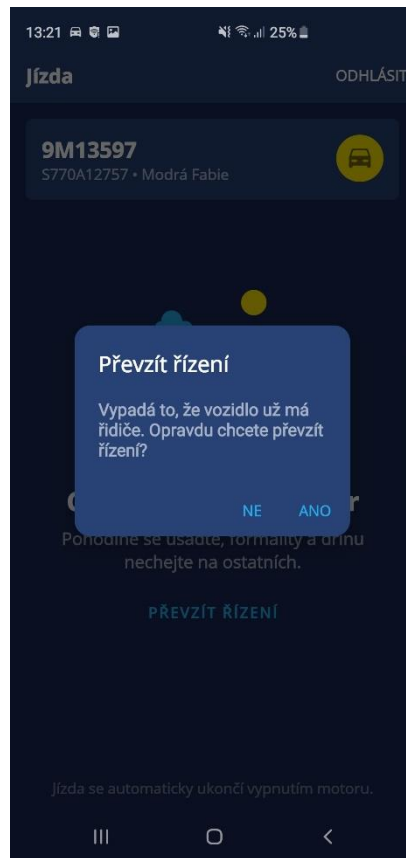 13:21 25%
Jízda ODHLÁSIT
9M13597
S770A12757 • Modrá Fabie
Převzít řízení
Vypadá to, že vozidlo už má
řidiče. Opravdu chcete převzít
řízení?
NE ANO
Pohodlně se usaďte, formality a dřinu
nechejte na ostatních.
PŘEVZÍT ŘÍZENÍ
Jízda se automaticky ukončí vypnutím motoru.